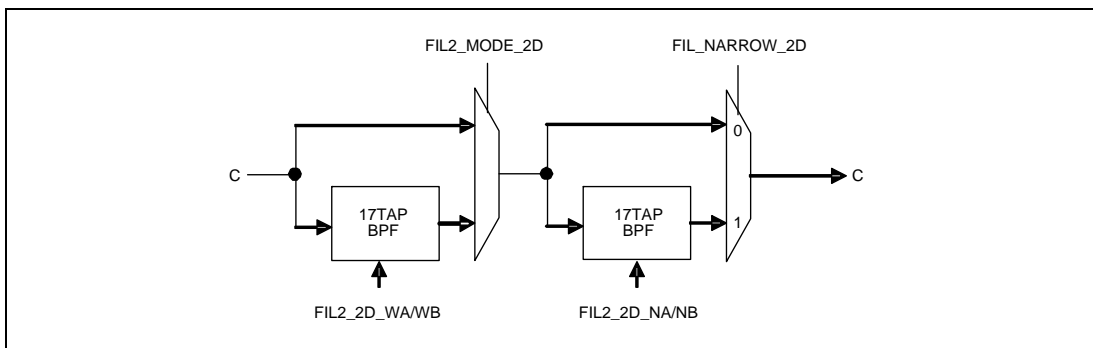 FIL2_MODE_2D
FIL_NARROW_2D
0
C
C
17TAP
BPF
17TAP
BPF
1
FIL2_2D_WA/WB
FIL2_2D_NA/NB